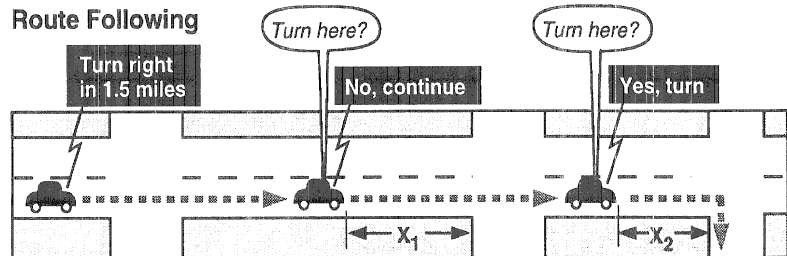 Route Following
Turn here?
Turn here?
Turn right
in 1.5 miles
No, continue
Yes, turn
X1
X2